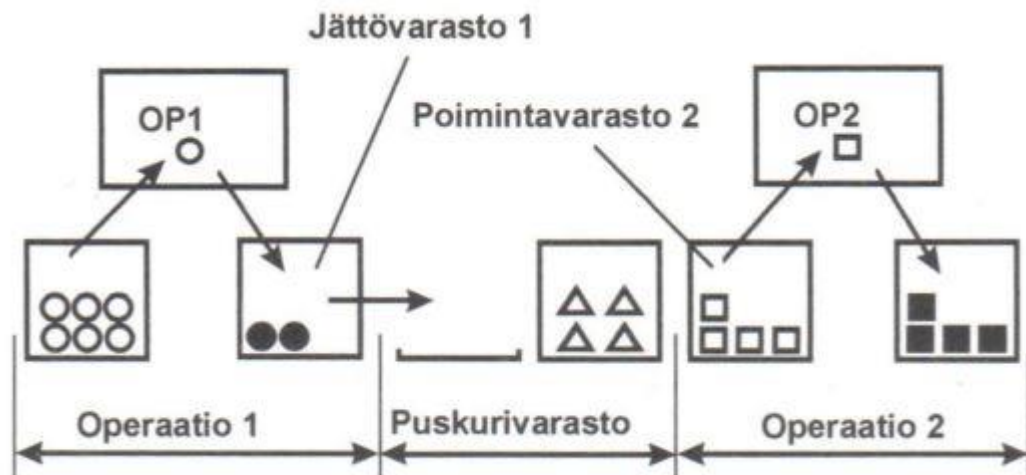 Jättövarasto 1
OP1
Poimintavarasto 2
OP2
Operaatio 1
Puskurivarasto
Operaatio 2